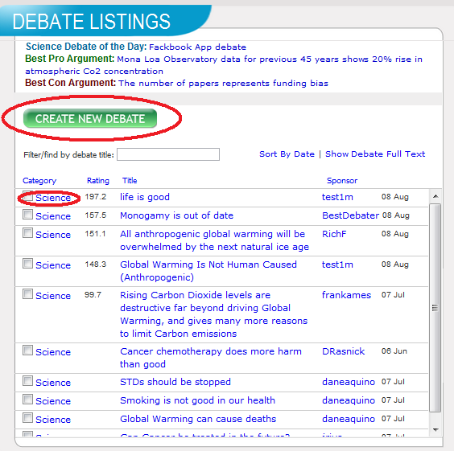 DEBATE LISTINGS
Science Debate of the Day: Fackbook App debate
Best Pro Argument: Mona Loa Observatory data for previous 45 years shows 20% rise in
atmospheric Co2 concentration
Best Con Argument: The number of papers represents funding bias
CREATE NEW DEBATE
Filter/find by debate title:
Sort By Date | Show Debate Full Text
Category Rating Title Sponsor
Science 197.2 life is good test1m 08 Aug
Science 157.5 Monogamy is out of date BestDebater 08 Aug
Science 151.1 All anthropogenic global warming will be RichF 08 Aug
overwhelmed by the next natural ice age
Science 148.3 Global Warming Is Not Human Caused test1m 08 Aug
(Anthropogenic)
Science 99.7 Rising Carbon Dioxide levels are frankames 07 Jul
destructive far beyond driving Global
Warming, and gives many more reasons
to limit Carbon emissions
Science Cancer chemotherapy does more harm DRasnick 06 Jun
than good
Science STDs should be stopped daneaquino 07 Jul
Science Smoking is not good in our health daneaquino 07 Jul
Science Global Warming can cause deaths daneaquino 07 Jul
Can Cancer be treated in the future?